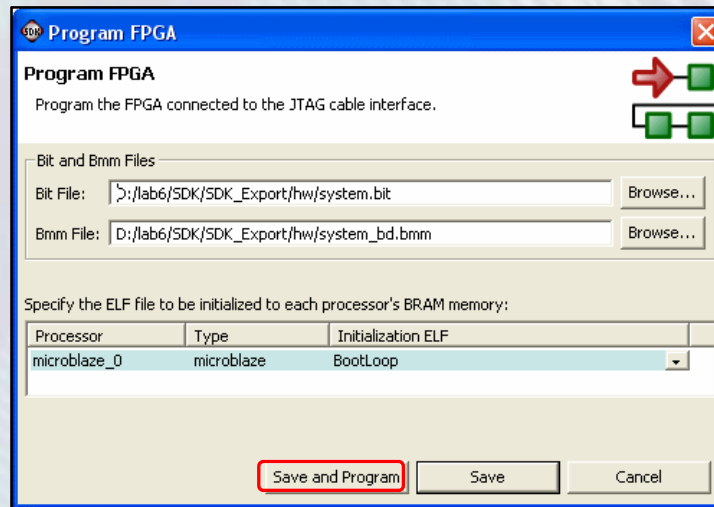 SDK Program FPGA
Program FPGA
Program the FPGA connected to the JTAG cable interface.
Bit and Bmm Files
Bit File: D:/lab6/SDK/SDK_Export/hw/system.bit Browse...
Bmm File: D:/lab6/SDK/SDK_Export/hw/system_bd.bmm Browse...
Specify the ELF file to be initialized to each processor's BRAM memory:
Processor Type Initialization ELF
microblaze_0 microblaze BootLoop
Save and Program Save Cancel